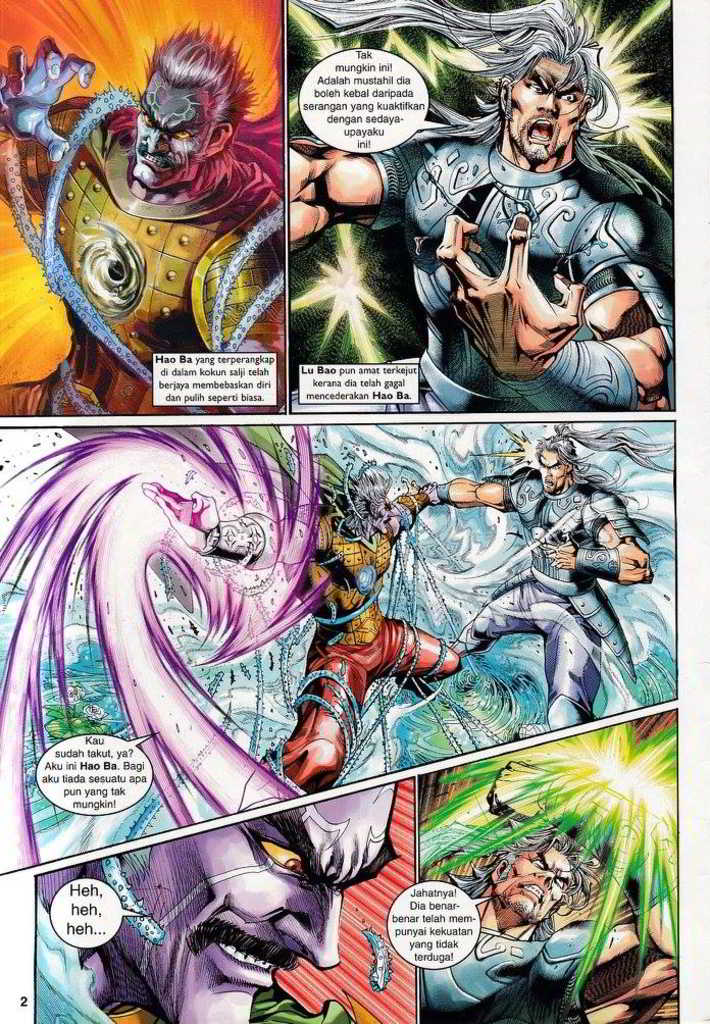 Hao Ba yang terperangkap
di dalam kokun salji telah
berjaya membebaskan diri
dan pulih seperti biasa.
Tak
mungkin ini!
Adalah mustahil dia
boleh kebal daripada
serangan yang kuaktifkan
dengan sedaya-
upayaku
ini!
Lu Bao pun amat terkejut
kerana dia telah gagal
mencederakan Hao Ba.
Kau
sudah takut, ya?
Aku ini Hao Ba. Bagi
aku tiada sesuatu apa
pun yang tak
mungkin!
Heh,
heh,
heh...
Jahatnya!
Dia benar-
benar telah mem-
punyai kekuatan
yang tidak
terduga!
2